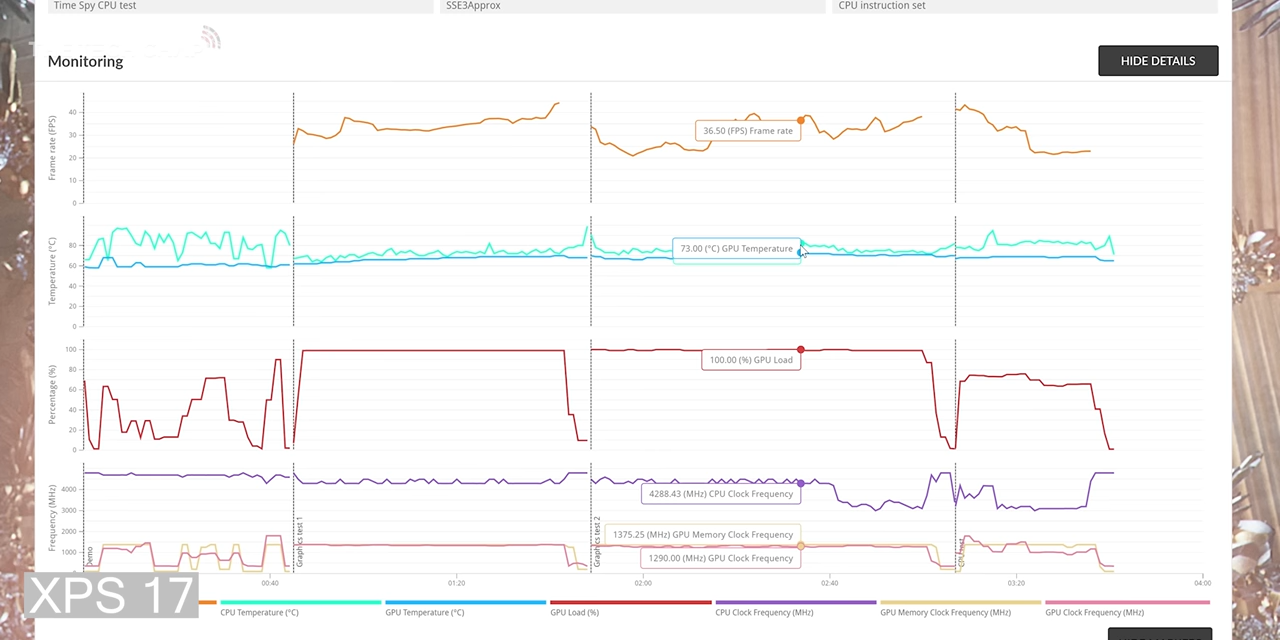 Time Spy CPU test
SSE3Approx
CPU instruction set
Monitoring
HIDE DETAILS
Frame rate (FPS)
40
30
20
10
0
36.50 (FPS) Frame rate
Temperature (°C)
80
60
40
20
0
73.00 (°C) GPU Temperature
Percentage (%)
100
80
60
40
20
0
100.00 (%) GPU Load
Frequency (MHz)
4000
3000
2000
1000
4288.43 (MHz) CPU Clock Frequency
1375.25 (MHz) GPU Memory Clock Frequency
1290.00 (MHz) GPU Clock Frequency
Demo
Graphics test 1
Graphics test 2
00:40
01:20
02:00
02:40
03:20
04:00
XPS 17
CPU Temperature (°C)
GPU Temperature (°C)
GPU Load (%)
CPU Clock Frequency (MHz)
GPU Memory Clock Frequency (MHz)
GPU Clock Frequency (MHz)